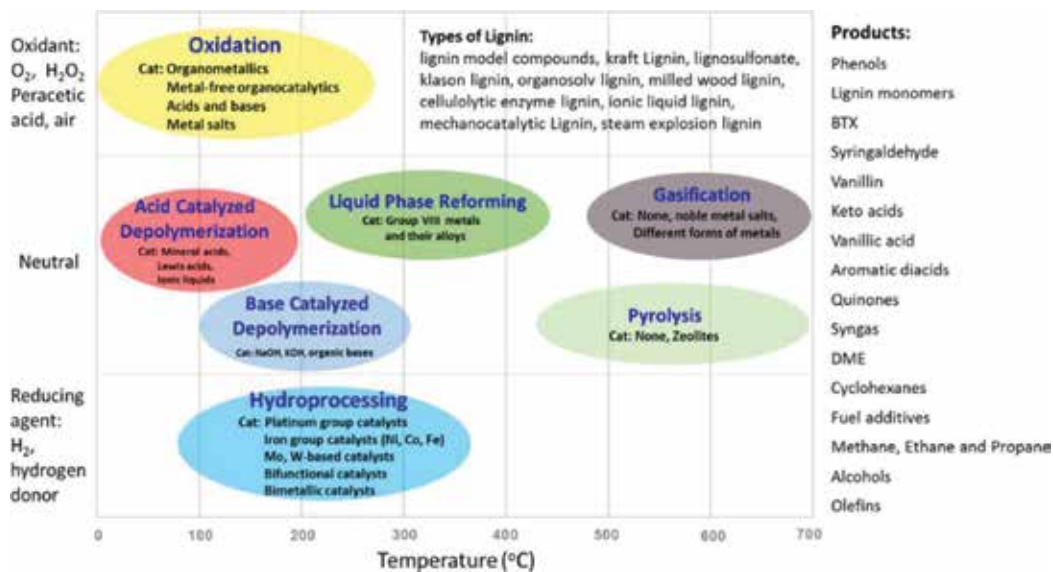 Oxidant:
O₂, H₂O₂
Peracetic
acid, air
Oxidation
Cat: Organometallics
Metal-free organocatalytics
Acids and bases
Metal salts
Types of Lignin:
lignin model compounds, kraft Lignin, lignosulfonate,
klason lignin, organosolv lignin, milled wood lignin,
cellulolytic enzyme lignin, ionic liquid lignin,
mechanocatalytic Lignin, steam explosion lignin
Neutral
Acid Catalyzed
Depolymerization
Cat: Mineral acids,
Lewis acids,
Ionic liquids
Liquid Phase Reforming
Cat: Group VIII metals
and their alloys
Gasification
Cat: None, noble metal salts,
Different forms of metals
Base Catalyzed
Depolymerization
Cat: NaOH, KOH, organic bases
Pyrolysis
Cat: None, Zeolites
Reducing
agent:
H₂,
hydrogen
donor
Hydroprocessing
Cat: Platinum group catalysts
Iron group catalysts (Ni, Co, Fe)
Mo, W-based catalysts
Bifunctional catalysts
Bimetallic catalysts
0 100 200 300 400 500 600 700
Temperature (°C)
Products:
Phenols
Lignin monomers
BTX
Syringaldehyde
Vanillin
Keto acids
Vanillic acid
Aromatic diacids
Quinones
Syngas
DME
Cyclohexanes
Fuel additives
Methane, Ethane and Propane
Alcohols
Olefins